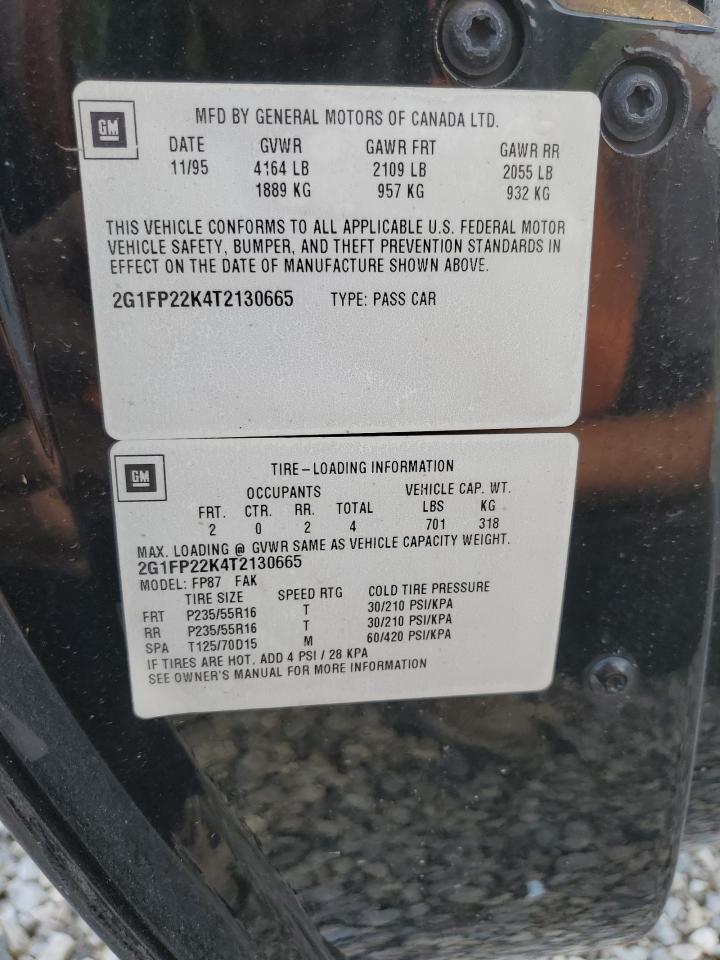 GM
MFD BY GENERAL MOTORS OF CANADA LTD.
DATE GVWR GAWR FRT GAWR RR
11/95 4164 LB 2109 LB 2055 LB
1889 KG 957 KG 932 KG
THIS VEHICLE CONFORMS TO ALL APPLICABLE U.S. FEDERAL MOTOR
VEHICLE SAFETY, BUMPER, AND THEFT PREVENTION STANDARDS IN
EFFECT ON THE DATE OF MANUFACTURE SHOWN ABOVE.
2G1FP22K4T2130665 TYPE: PASS CAR
GM
TIRE-LOADING INFORMATION
OCCUPANTS VEHICLE CAP. WT.
FRT. CTR. RR. TOTAL LBS KG
2 0 2 4 701 318
MAX. LOADING @ GVWR SAME AS VEHICLE CAPACITY WEIGHT.
2G1FP22K4T2130665
MODEL: FP87 FAK
TIRE SIZE SPEED RTG COLD TIRE PRESSURE
FRT P235/55R16 T 30/210 PSI/KPA
RR P235/55R16 T 30/210 PSI/KPA
SPA T125/70D15 M 60/420 PSI/KPA
IF TIRES ARE HOT, ADD 4 PSI / 28 KPA
SEE OWNER'S MANUAL FOR MORE INFORMATION